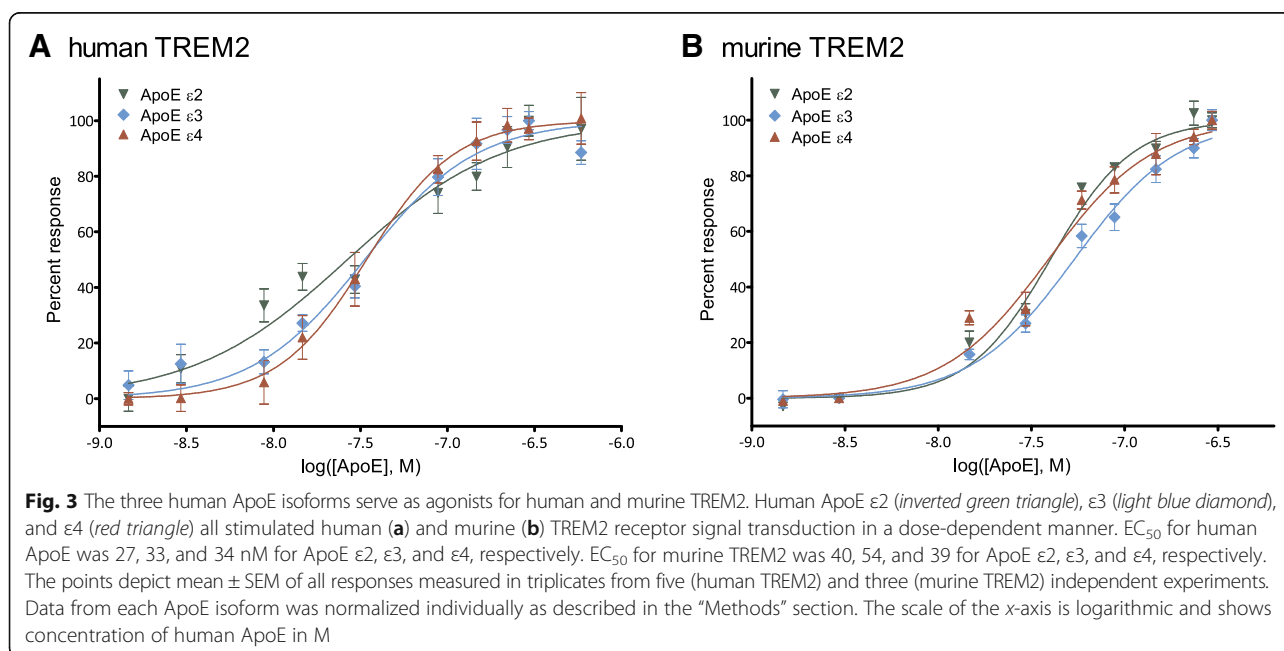 A human TREM2
ApoE ε2
ApoE ε3
ApoE ε4
Percent response
100
80
60
40
20
0
-9.0 -8.5 -8.0 -7.5 -7.0 -6.5 -6.0
log([ApoE], M)
B murine TREM2
ApoE ε2
ApoE ε3
ApoE ε4
Percent response
100
80
60
40
20
0
-9.0 -8.5 -8.0 -7.5 -7.0 -6.5
log([ApoE], M)
Fig. 3 The three human ApoE isoforms serve as agonists for human and murine TREM2. Human ApoE ε2 (inverted green triangle), ε3 (light blue diamond),
and ε4 (red triangle) all stimulated human (a) and murine (b) TREM2 receptor signal transduction in a dose-dependent manner. EC50 for human
ApoE was 27, 33, and 34 nM for ApoE ε2, ε3, and ε4, respectively. EC50 for murine TREM2 was 40, 54, and 39 for ApoE ε2, ε3, and ε4, respectively.
The points depict mean ± SEM of all responses measured in triplicates from five (human TREM2) and three (murine TREM2) independent experiments.
Data from each ApoE isoform was normalized individually as described in the “Methods” section. The scale of the x-axis is logarithmic and shows
concentration of human ApoE in M